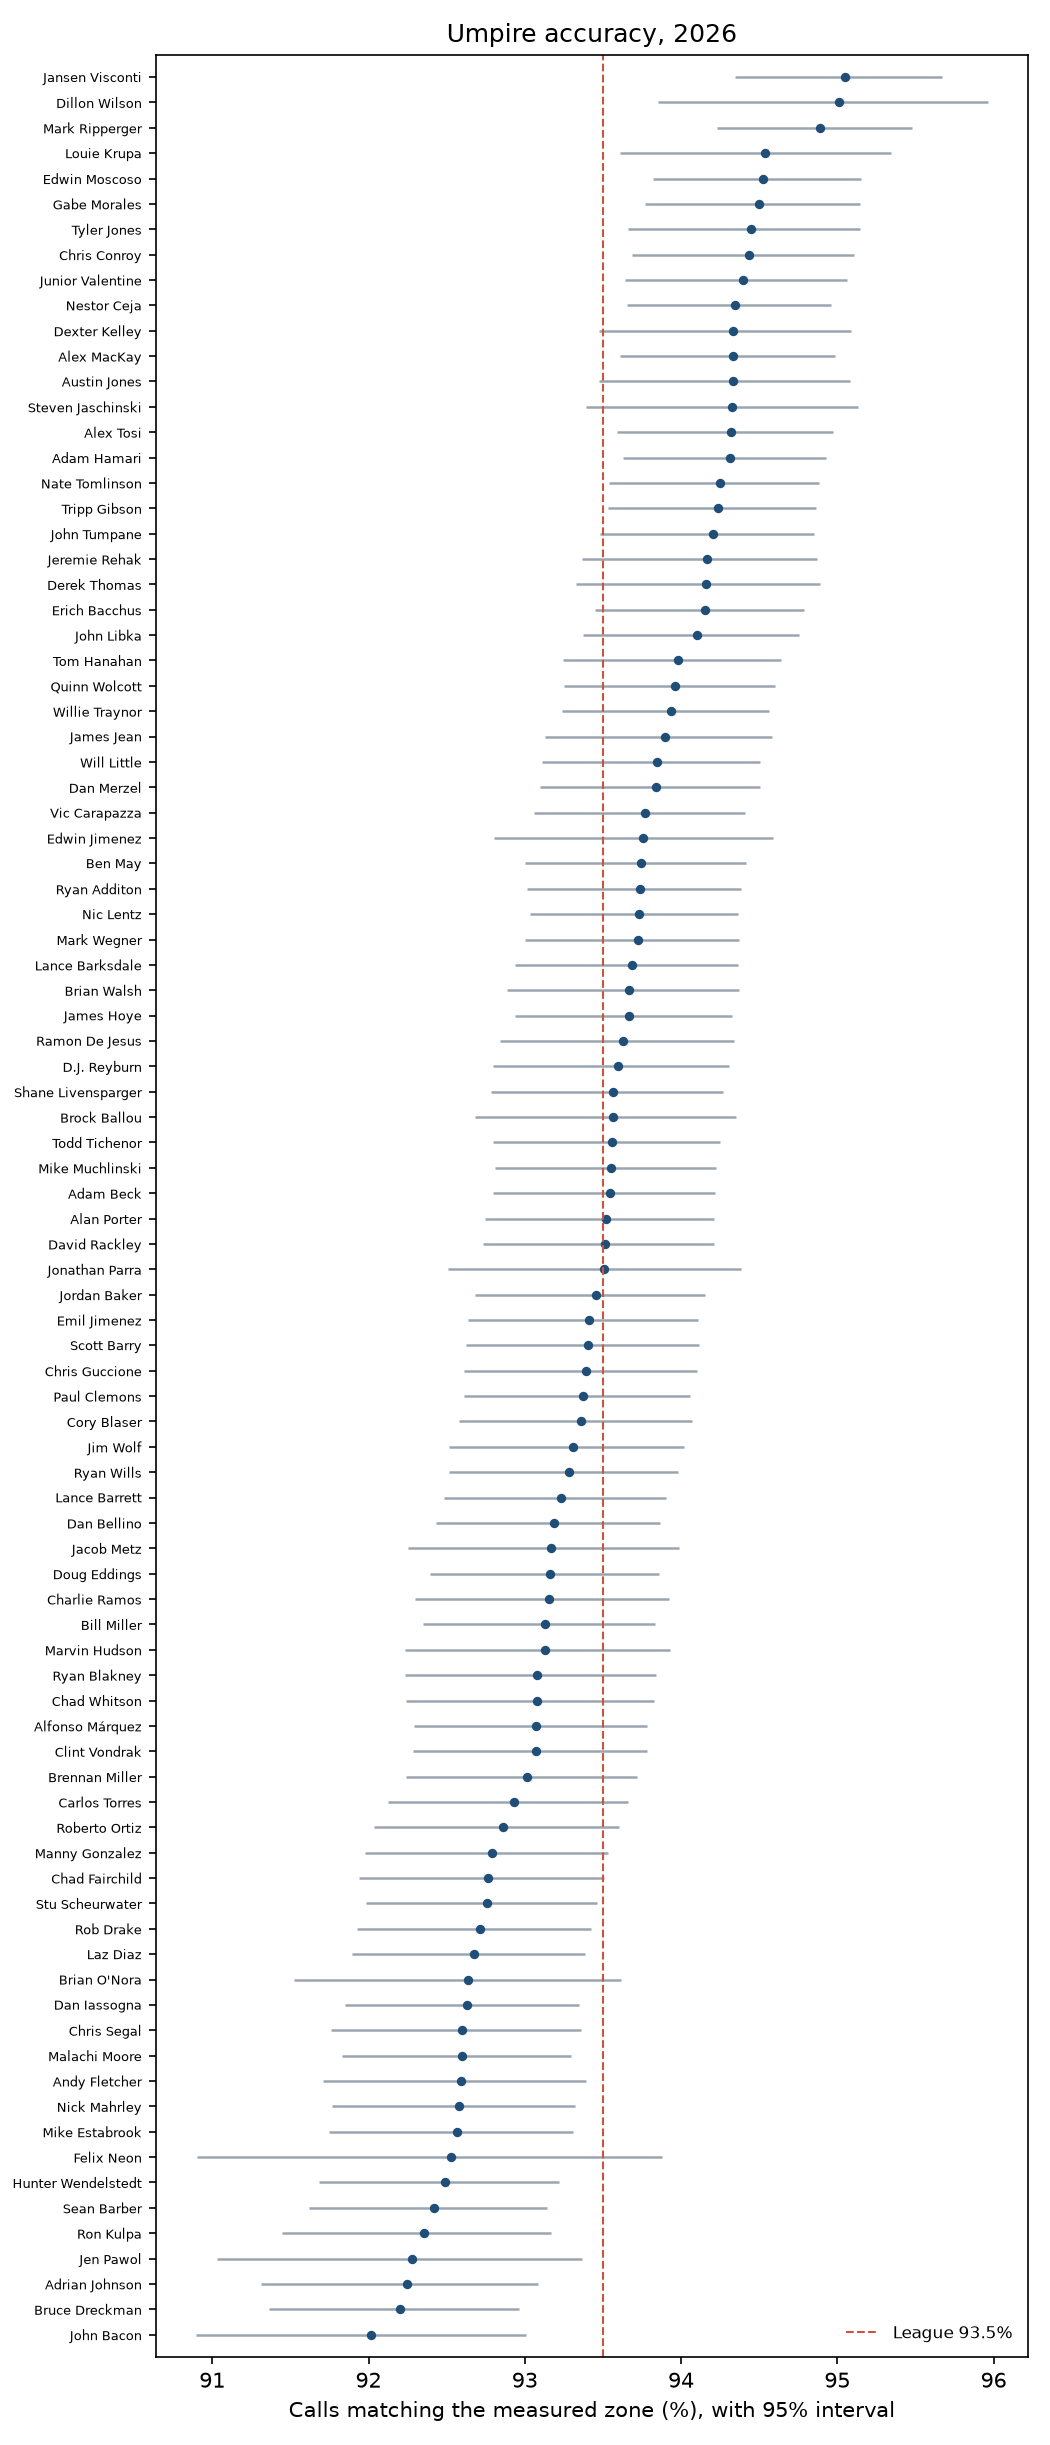 Umpire accuracy, 2026
Jansen Visconti
Dillon Wilson
Mark Ripperger
Louie Krupa
Edwin Moscoso
Gabe Morales
Tyler Jones
Chris Conroy
Junior Valentine
Nestor Ceja
Dexter Kelley
Alex MacKay
Austin Jones
Steven Jaschinski
Alex Tosi
Adam Hamari
Nate Tomlinson
Tripp Gibson
John Tumpane
Jeremie Rehak
Derek Thomas
Erich Bacchus
John Libka
Tom Hanahan
Quinn Wolcott
Willie Traynor
James Jean
Will Little
Dan Merzel
Vic Carapazza
Edwin Jimenez
Ben May
Ryan Additon
Nic Lentz
Mark Wegner
Lance Barksdale
Brian Walsh
James Hoye
Ramon De Jesus
D.J. Reyburn
Shane Livensparger
Brock Ballou
Todd Tichenor
Mike Muchlinski
Adam Beck
Alan Porter
David Rackley
Jonathan Parra
Jordan Baker
Emil Jimenez
Scott Barry
Chris Guccione
Paul Clemons
Cory Blaser
Jim Wolf
Ryan Wills
Lance Barrett
Dan Bellino
Jacob Metz
Doug Eddings
Charlie Ramos
Bill Miller
Marvin Hudson
Ryan Blakney
Chad Whitson
Alfonso Márquez
Clint Vondrak
Brennan Miller
Carlos Torres
Roberto Ortiz
Manny Gonzalez
Chad Fairchild
Stu Scheurwater
Rob Drake
Laz Diaz
Brian O'Nora
Dan Iassogna
Chris Segal
Malachi Moore
Andy Fletcher
Nick Mahrley
Mike Estabrook
Felix Neon
Hunter Wendelstedt
Sean Barber
Ron Kulpa
Jen Pawol
Adrian Johnson
Bruce Dreckman
John Bacon
League 93.5%
91 92 93 94 95 96
Calls matching the measured zone (%), with 95% interval